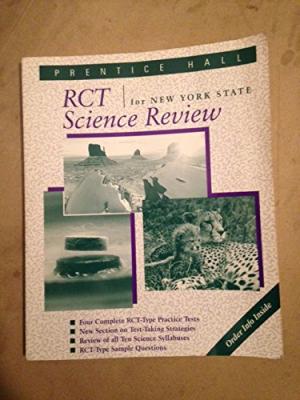 PRENTICE HALL
RCT
for NEW YORK STATE
Science Review
Four Complete RCT-Type Practice Tests
New Section on Test-Taking Strategies
Review of all Ten Science Syllabuses
RCT-Type Sample Questions
Order Info Inside